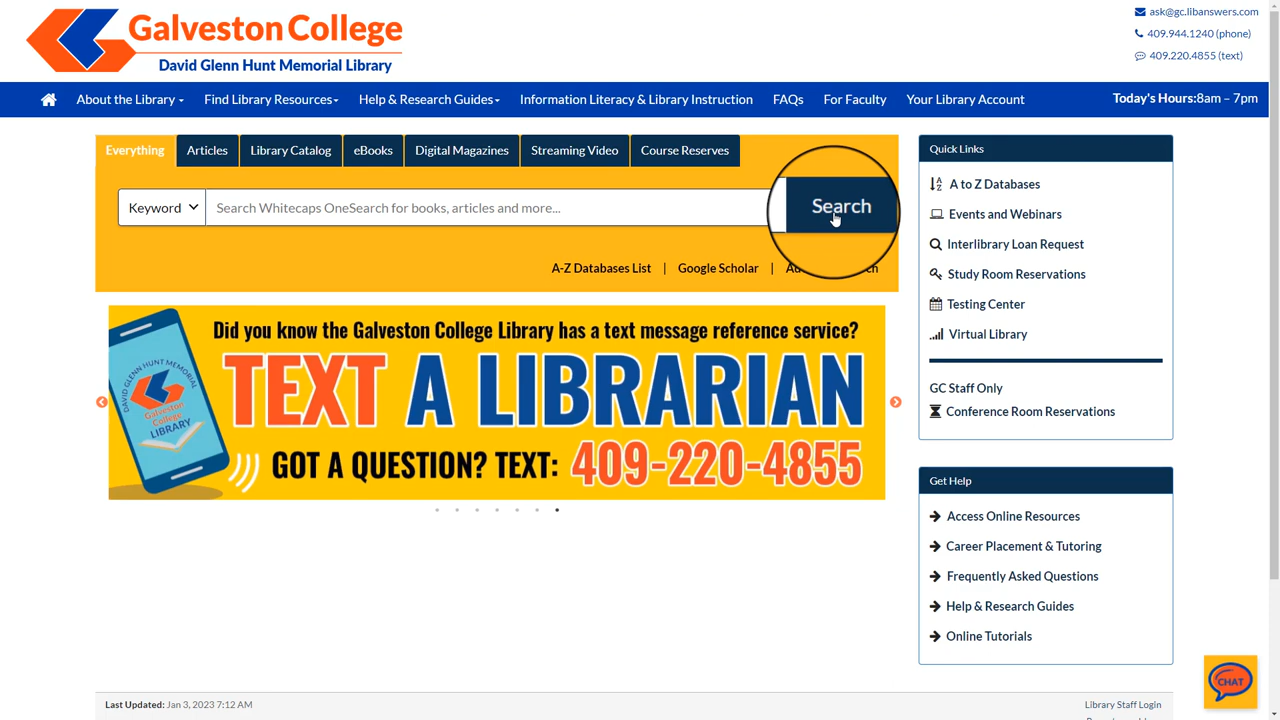 Galveston College
David Glenn Hunt Memorial Library
ask@gc.libanswers.com
409.944.1240 (phone)
409.220.4855 (text)
About the Library Find Library Resources Help & Research Guides Information Literacy & Library Instruction FAQs For Faculty Your Library Account Today's Hours:8am – 7pm
Everything Articles Library Catalog eBooks Digital Magazines Streaming Video Course Reserves
Keyword Search Whitecaps OneSearch for books, articles and more... Search
A-Z Databases List | Google Scholar |
Did you know the Galveston College Library has a text message reference service?
TEXT A LIBRARIAN
GOT A QUESTION? TEXT: 409-220-4855
DAVID GLENN HUNT MEMORIAL
Galveston College
LIBRARY
Quick Links
A to Z Databases
Events and Webinars
Interlibrary Loan Request
Study Room Reservations
Testing Center
Virtual Library
GC Staff Only
Conference Room Reservations
Get Help
Access Online Resources
Career Placement & Tutoring
Frequently Asked Questions
Help & Research Guides
Online Tutorials
CHAT
Last Updated: Jan 3, 2023 7:12 AM
Library Staff Login